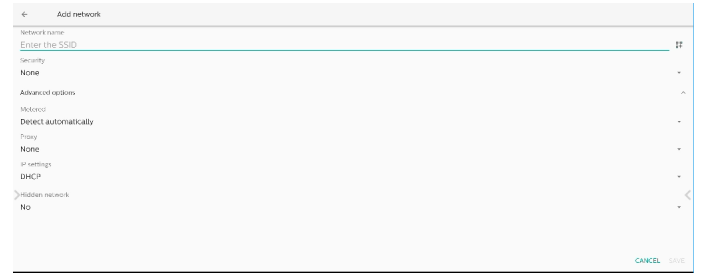 Add network
Network name
Enter the SSID
Security
None
Advanced options
Metered
Detect automatically
Proxy
None
IP settings
DHCP
Hidden network
No
CANCEL SAVE